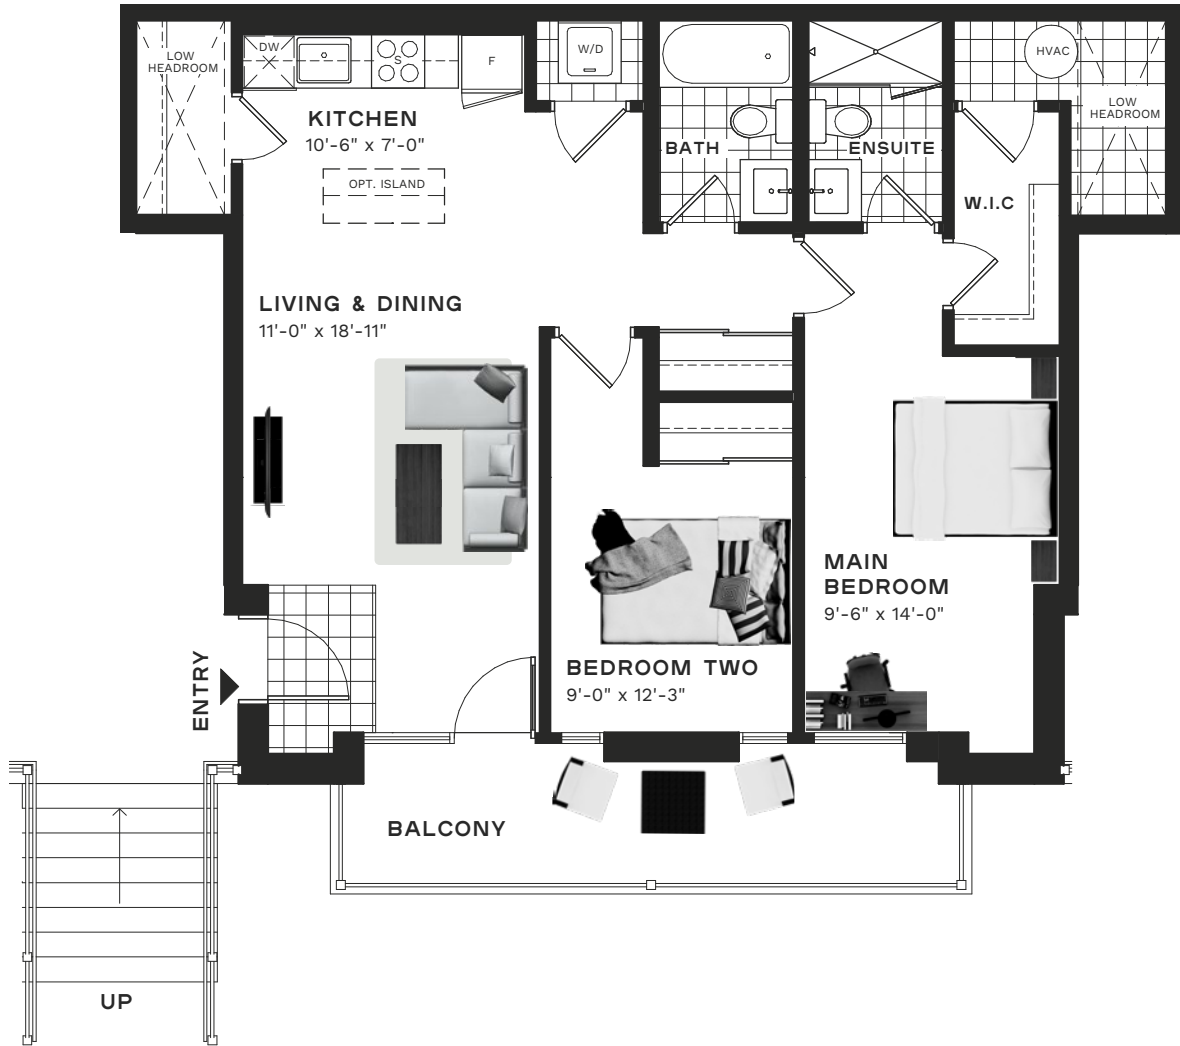 LOW
HEADROOM
DW
S
F
W/D
HVAC
LOW
HEADROOM
KITCHEN
10'-6" x 7'-0"
OPT. ISLAND
BATH
ENSUITE
W.I.C
LIVING & DINING
11'-0" x 18'-11"
MAIN
BEDROOM
9'-6" x 14'-0"
BEDROOM TWO
9'-0" x 12'-3"
ENTRY
BALCONY
UP